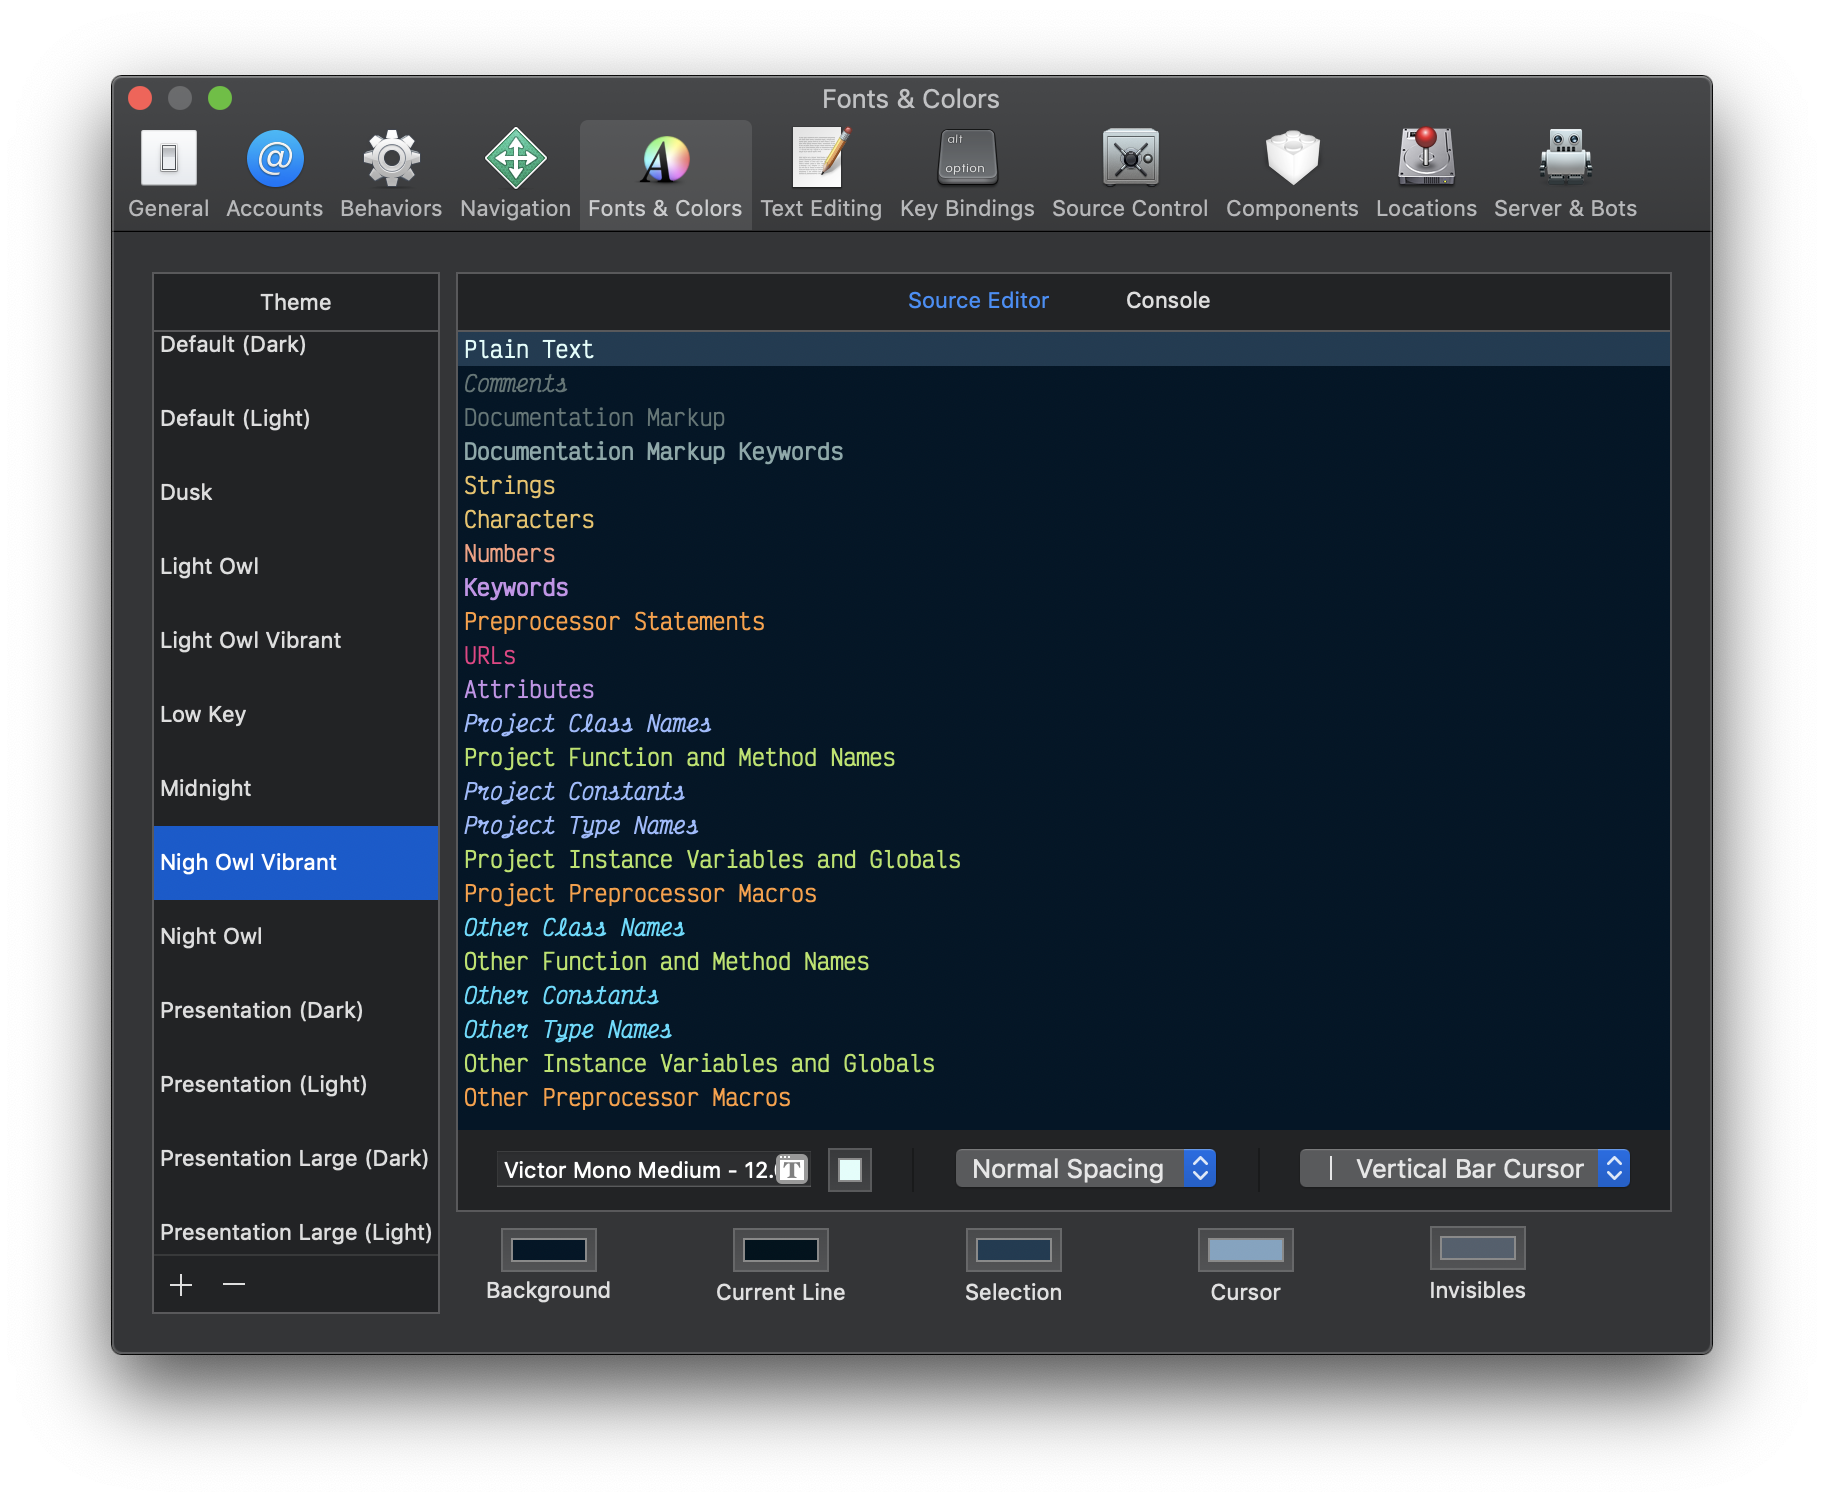 Fonts & Colors
alt
option
General
Accounts
Behaviors
Navigation
Fonts & Colors
Text Editing
Key Bindings
Source Control
Components
Locations
Server & Bots
Theme
Default (Dark)
Default (Light)
Dusk
Light Owl
Light Owl Vibrant
Low Key
Midnight
Nigh Owl Vibrant
Night Owl
Presentation (Dark)
Presentation (Light)
Presentation Large (Dark)
Presentation Large (Light)
Source Editor
Console
Plain Text
Comments
Documentation Markup
Documentation Markup Keywords
Strings
Characters
Numbers
Keywords
Preprocessor Statements
URLs
Attributes
Project Class Names
Project Function and Method Names
Project Constants
Project Type Names
Project Instance Variables and Globals
Project Preprocessor Macros
Other Class Names
Other Function and Method Names
Other Constants
Other Type Names
Other Instance Variables and Globals
Other Preprocessor Macros
Victor Mono Medium - 12.
Normal Spacing
Vertical Bar Cursor
Background
Current Line
Selection
Cursor
Invisibles